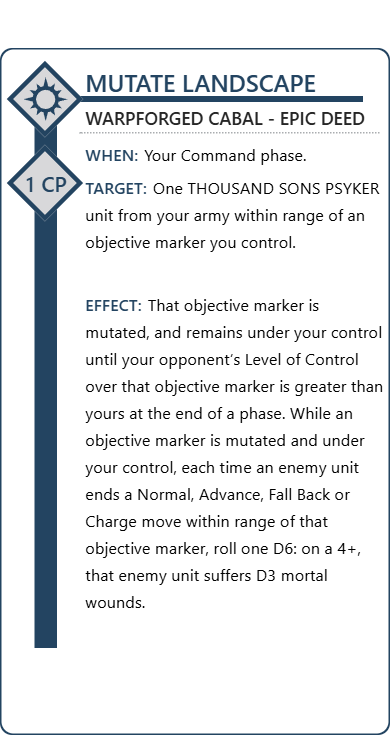 MUTATE LANDSCAPE
WARPFORGED CABAL - EPIC DEED
WHEN: Your Command phase.
1 CP
TARGET: One THOUSAND SONS PSYKER
unit from your army within range of an
objective marker you control.
EFFECT: That objective marker is
mutated, and remains under your control
until your opponent's Level of Control
over that objective marker is greater than
yours at the end of a phase. While an
objective marker is mutated and under
your control, each time an enemy unit
ends a Normal, Advance, Fall Back or
Charge move within range of that
objective marker, roll one D6: on a 4+,
that enemy unit suffers D3 mortal
wounds.